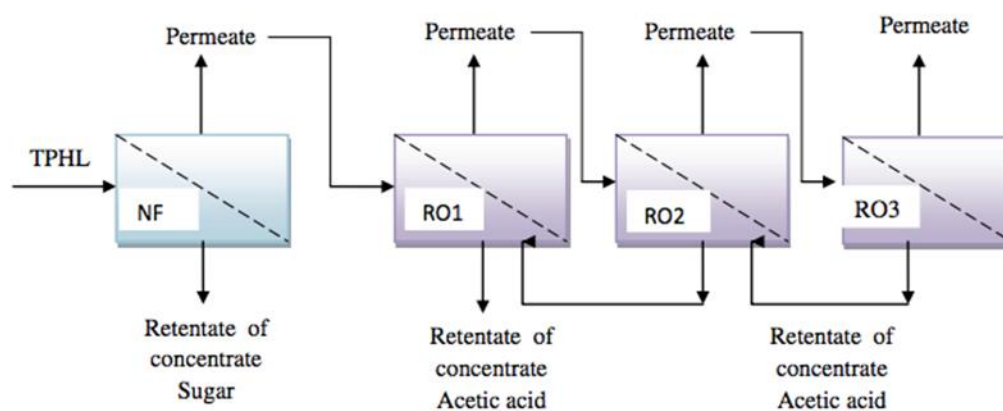 Permeate
Permeate
Permeate
Permeate
TPHL
NF
RO1
RO2
RO3
Retentate of
concentrate
Sugar
Retentate of
concentrate
Acetic acid
Retentate of
concentrate
Acetic acid